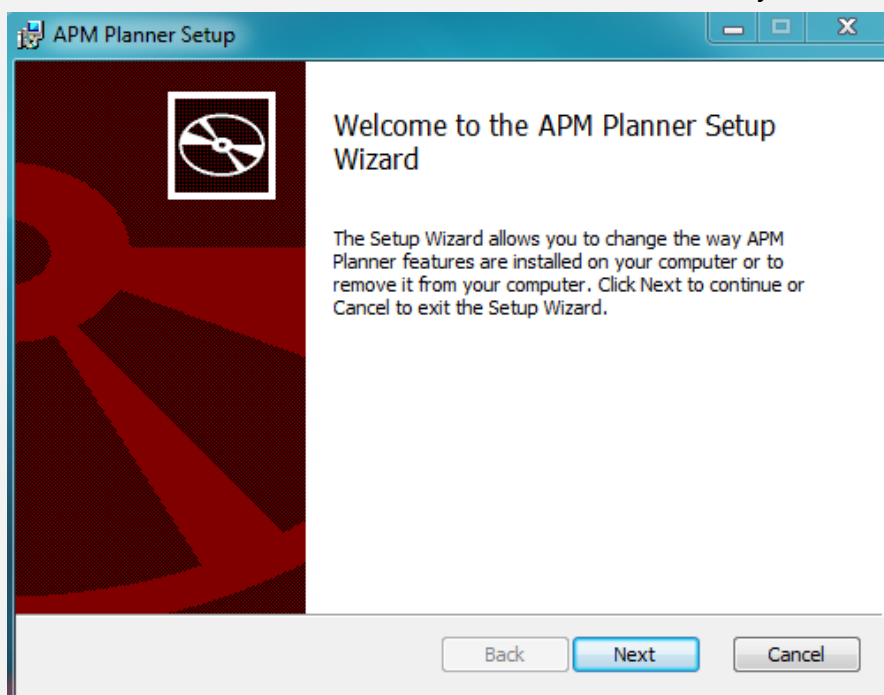 APM Planner Setup
Welcome to the APM Planner Setup
Wizard
The Setup Wizard allows you to change the way APM
Planner features are installed on your computer or to
remove it from your computer. Click Next to continue or
Cancel to exit the Setup Wizard.
Back Next Cancel